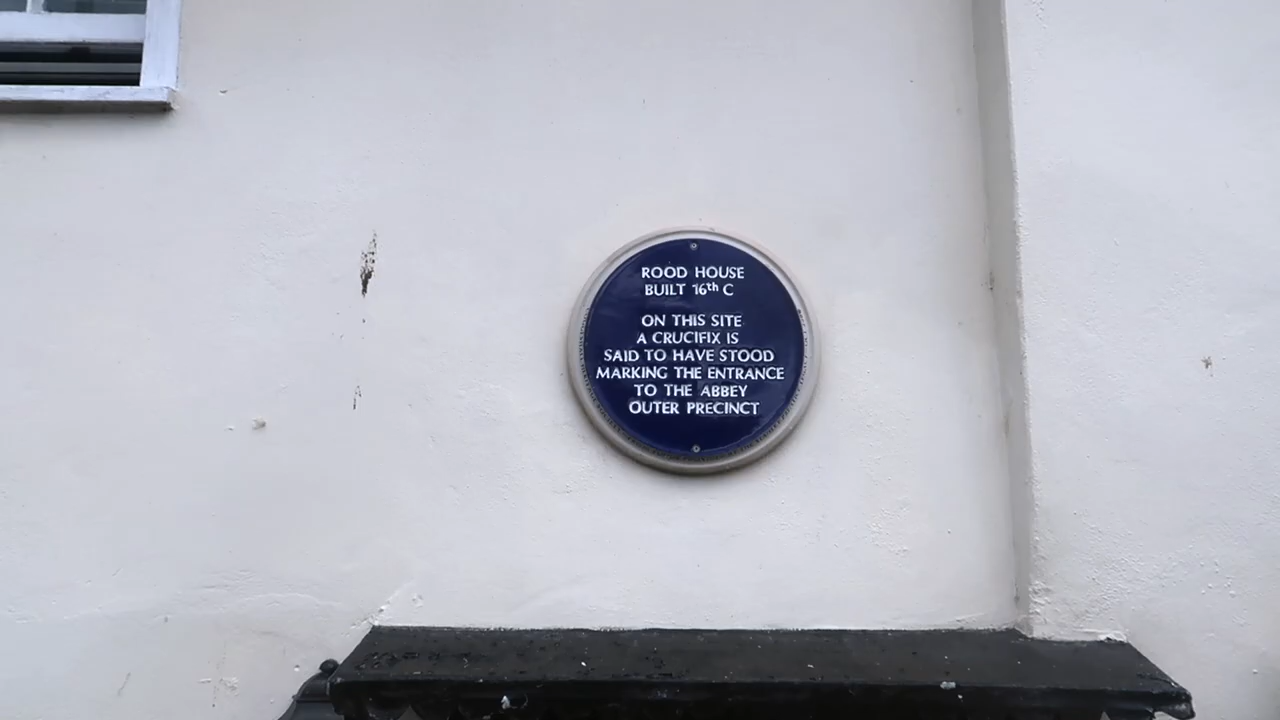 ROOD HOUSE
BUILT 16th C
ON THIS SITE
A CRUCIFIX IS
SAID TO HAVE STOOD
MARKING THE ENTRANCE
TO THE ABBEY
OUTER PRECINCT